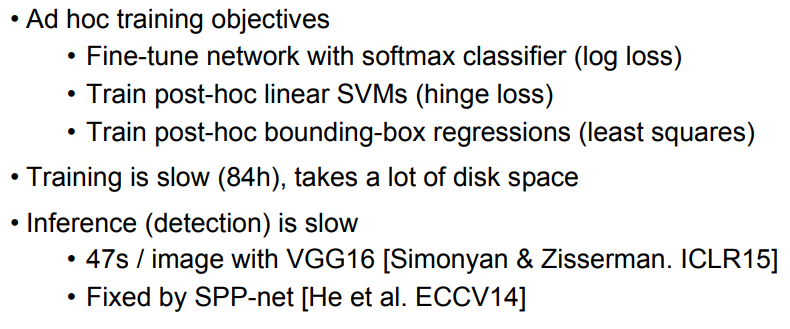 • Ad hoc training objectives
• Fine-tune network with softmax classifier (log loss)
• Train post-hoc linear SVMs (hinge loss)
• Train post-hoc bounding-box regressions (least squares)
• Training is slow (84h), takes a lot of disk space
• Inference (detection) is slow
• 47s / image with VGG16 [Simonyan & Zisserman. ICLR15]
• Fixed by SPP-net [He et al. ECCV14]